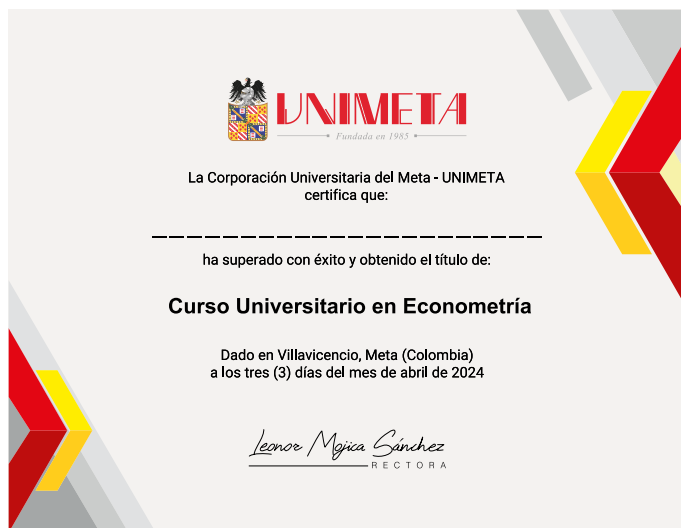 UNIMETA
Fundada en 1985
La Corporación Universitaria del Meta - UNIMETA
certifica que:
ha superado con éxito y obtenido el título de:
Curso Universitario en Econometría
Dado en Villavicencio, Meta (Colombia)
a los tres (3) días del mes de abril de 2024
Leonor Mojica Sánchez
RECTORA